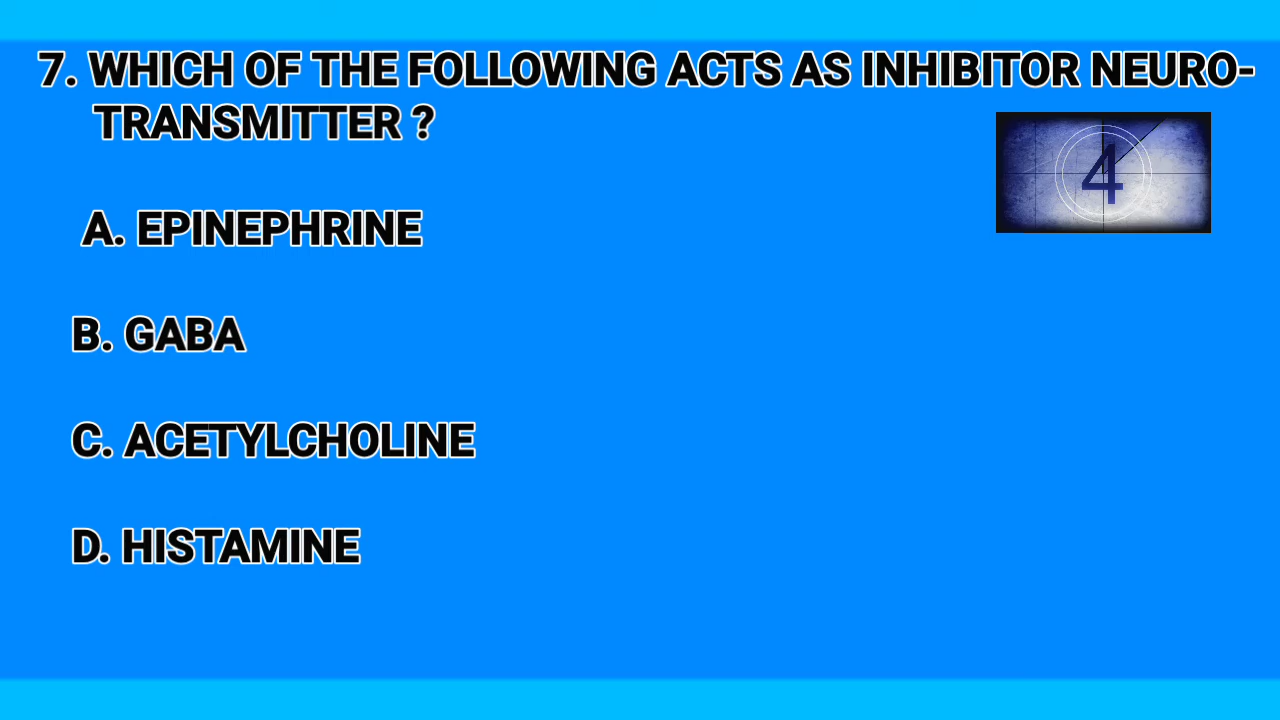 7. WHICH OF THE FOLLOWING ACTS AS INHIBITOR NEURO-
TRANSMITTER ?
4
A. EPINEPHRINE
B. GABA
C. ACETYLCHOLINE
D. HISTAMINE